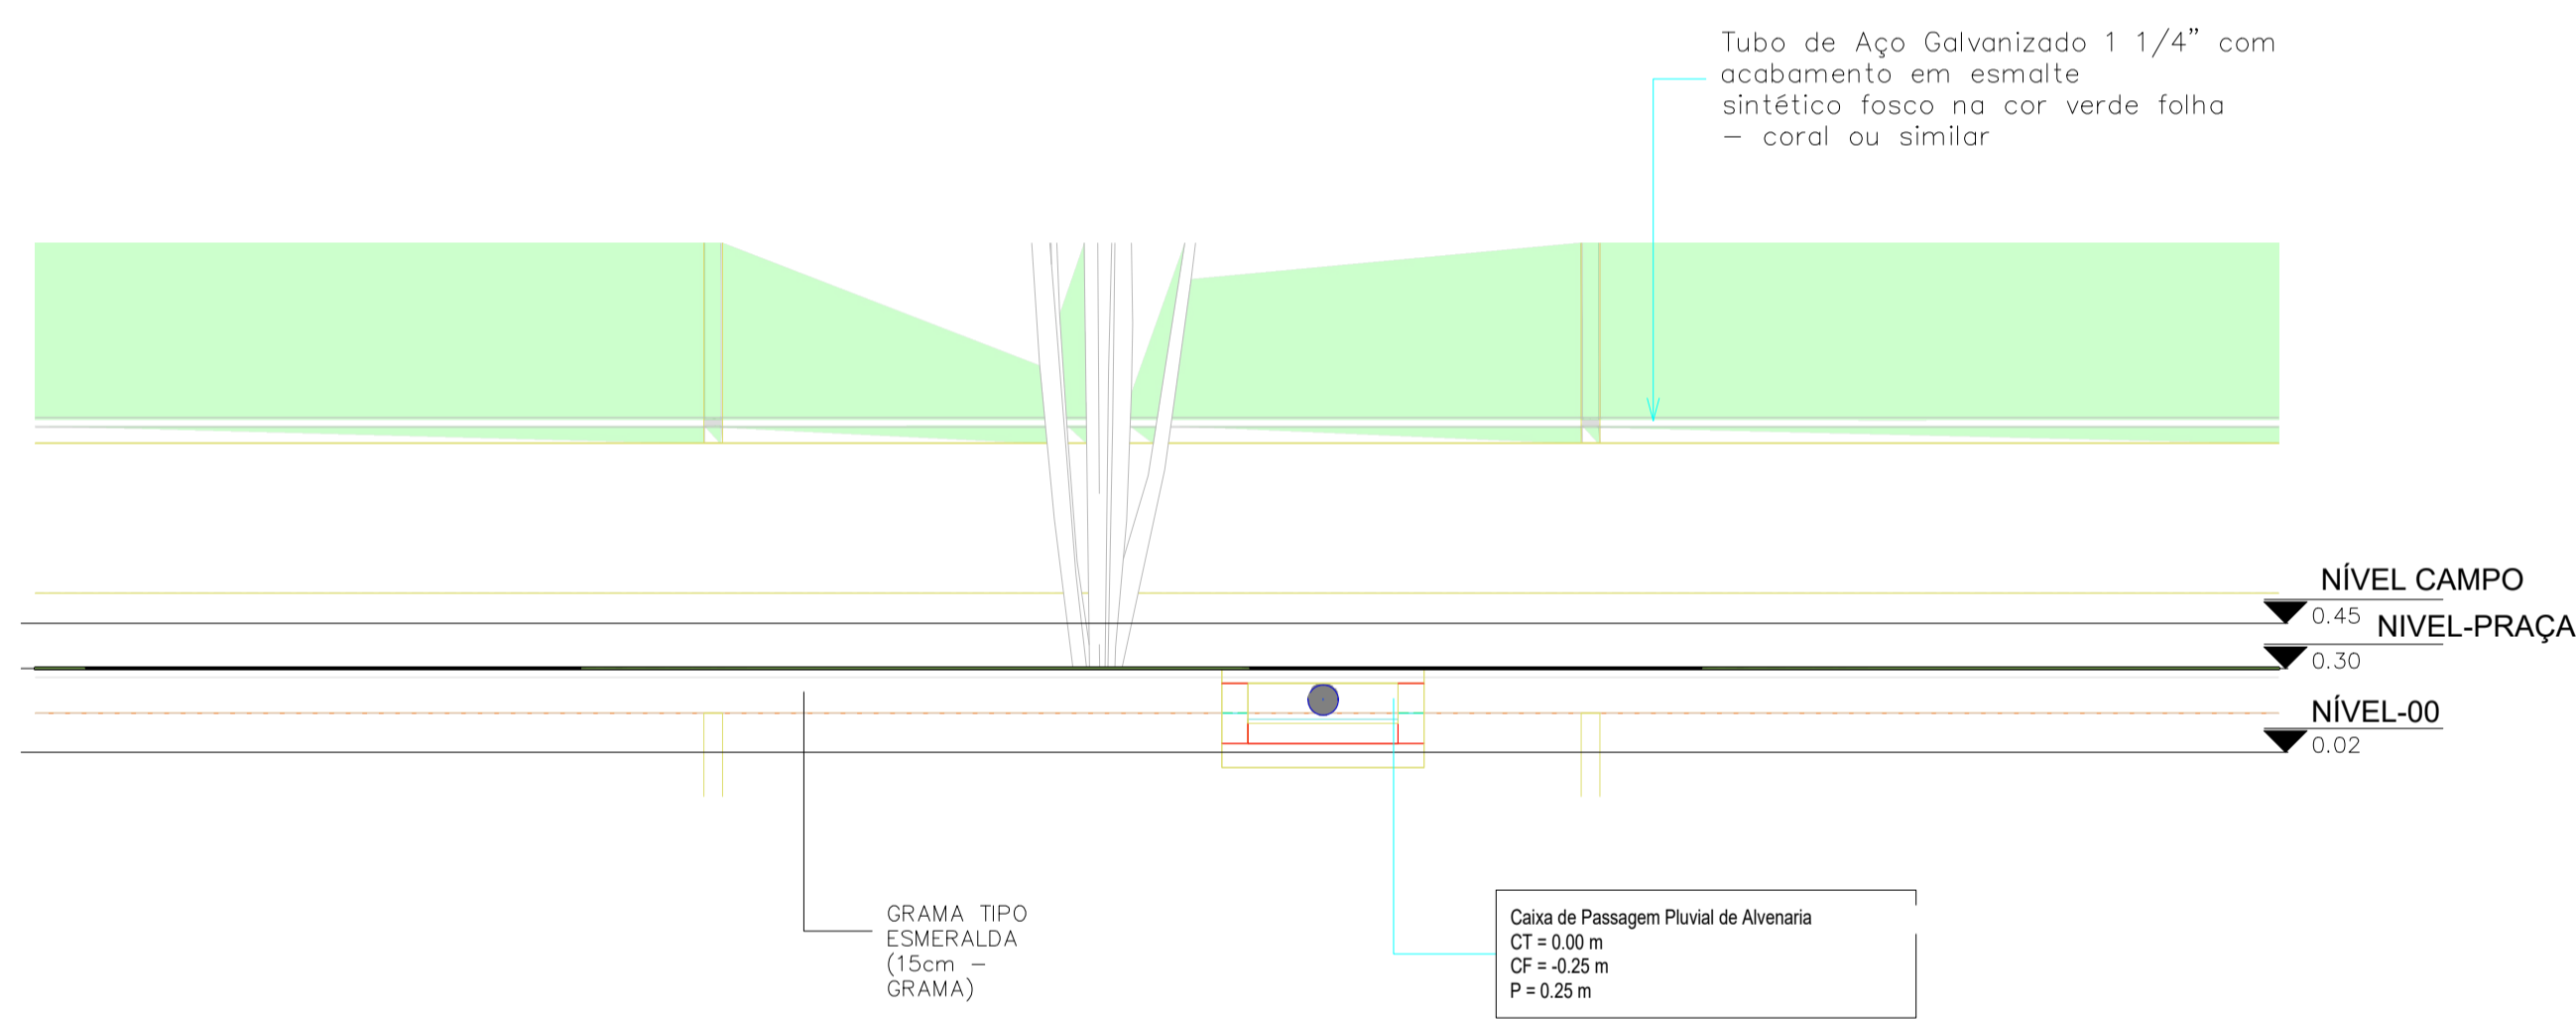 Tubo de Aço Galvanizado 1 1/4" com
acabamento em esmalte
sintético fosco na cor verde folha
– coral ou similar
NÍVEL CAMPO
0.45
NIVEL-PRAÇA
0.30
NÍVEL-00
0.02
GRAMA TIPO
ESMERALDA
(15cm –
GRAMA)
Caixa de Passagem Pluvial de Alvenaria
CT = 0.00 m
CF = -0.25 m
P = 0.25 m